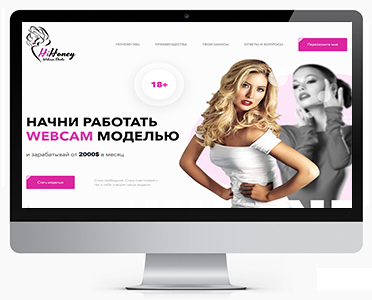 HiHoney
Webcam Studio
ПОЧЕМУ МЫ ПРЕИМУЩЕСТВА ТВОИ ШАНСЫ ОТВЕТЫ И ВОПРОСЫ Перезвоните мне
18+
НАЧНИ РАБОТАТЬ
WEBCAM МОДЕЛЬЮ
и зарабатывай от 2000$ в месяц
Стать моделью